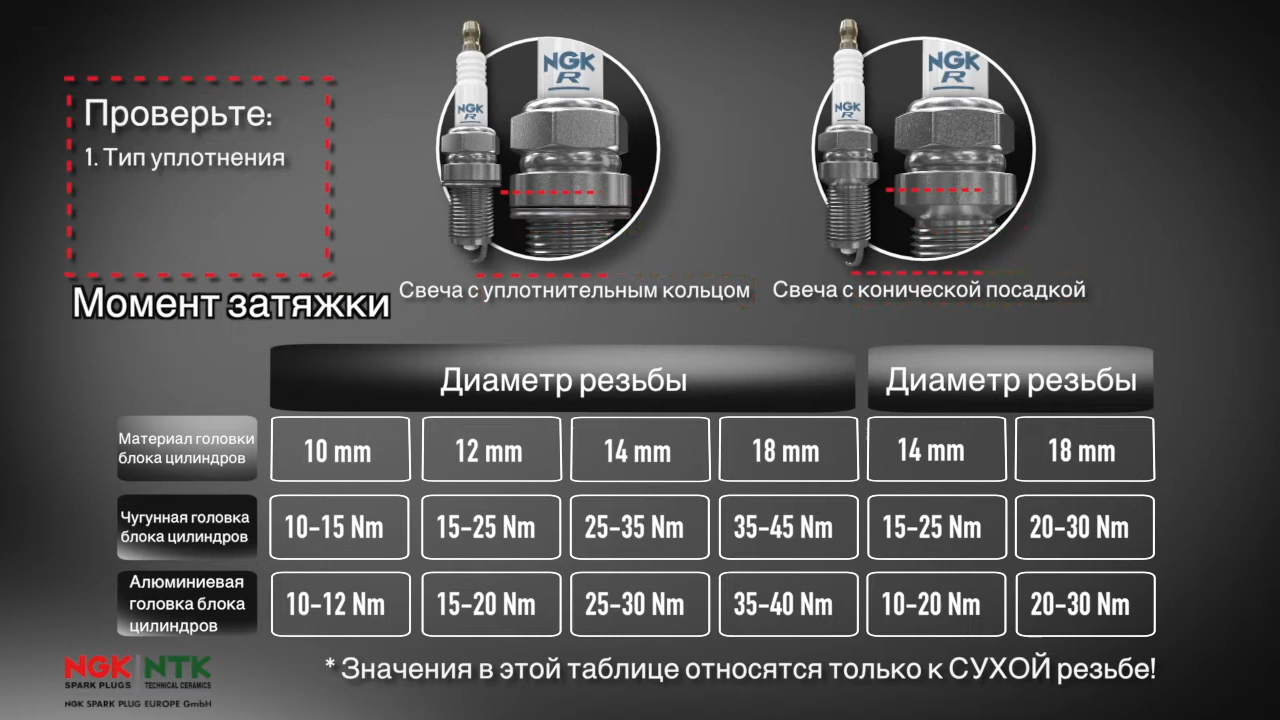 Проверьте:
1. Тип уплотнения
NGK
R
NGK
R
NGK
R
NGK
R
Свеча с уплотнительным кольцом
Свеча с конической посадкой
Момент затяжки
Диаметр резьбы
Диаметр резьбы
Материал головки
блока цилиндров
10 mm
12 mm
14 mm
18 mm
14 mm
18 mm
Чугунная головка
блока цилиндров
10-15 Nm
15-25 Nm
25-35 Nm
35-45 Nm
15-25 Nm
20-30 Nm
Алюминиевая
головка блока
цилиндров
10-12 Nm
15-20 Nm
25-30 Nm
35-40 Nm
10-20 Nm
20-30 Nm
NGK NTK
SPARK PLUGS TECHNICAL CERAMICS
NGK SPARK PLUG EUROPE GmbH
* Значения в этой таблице относятся только к СУХОЙ резьбе!